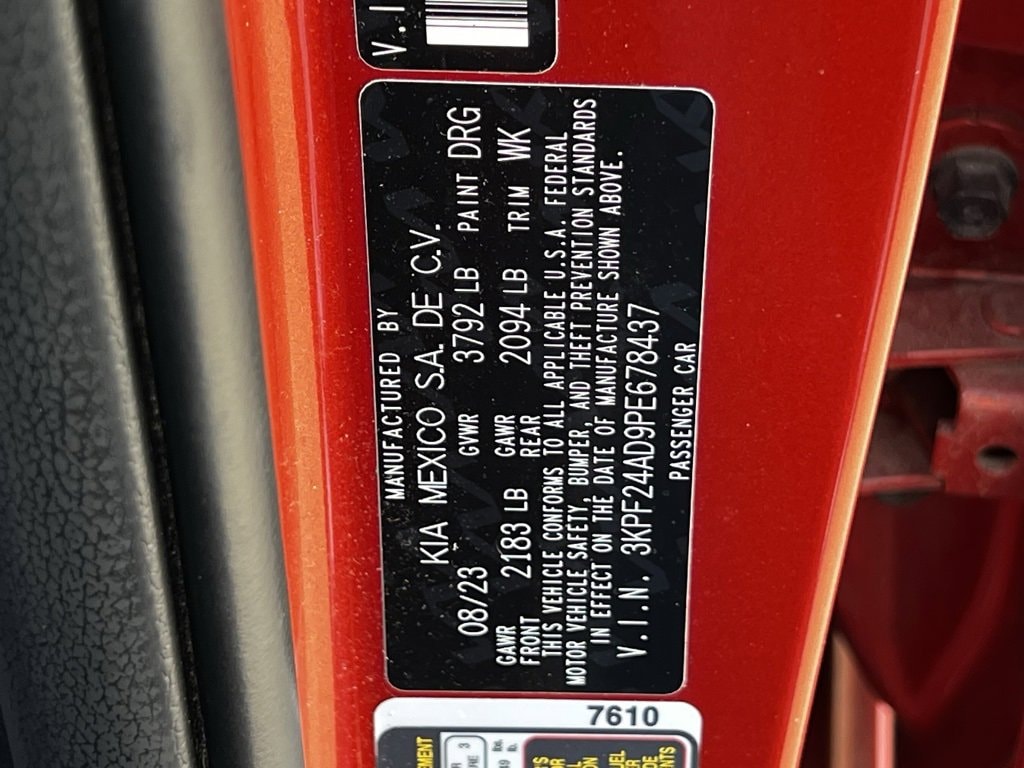 V.I
MANUFACTURED BY
KIA MEXICO S.A. DE C.V.
08/23 GVWR 3792 LB PAINT DRG
GAWR FRONT 2183 LB GAWR REAR 2094 LB TRIM WK
THIS VEHICLE CONFORMS TO ALL APPLICABLE U.S.A. FEDERAL
MOTOR VEHICLE SAFETY, BUMPER, AND THEFT PREVENTION STANDARDS
IN EFFECT ON THE DATE OF MANUFACTURE SHOWN ABOVE.
V.I.N. 3KPF24AD9PE678437
PASSENGER CAR
7610